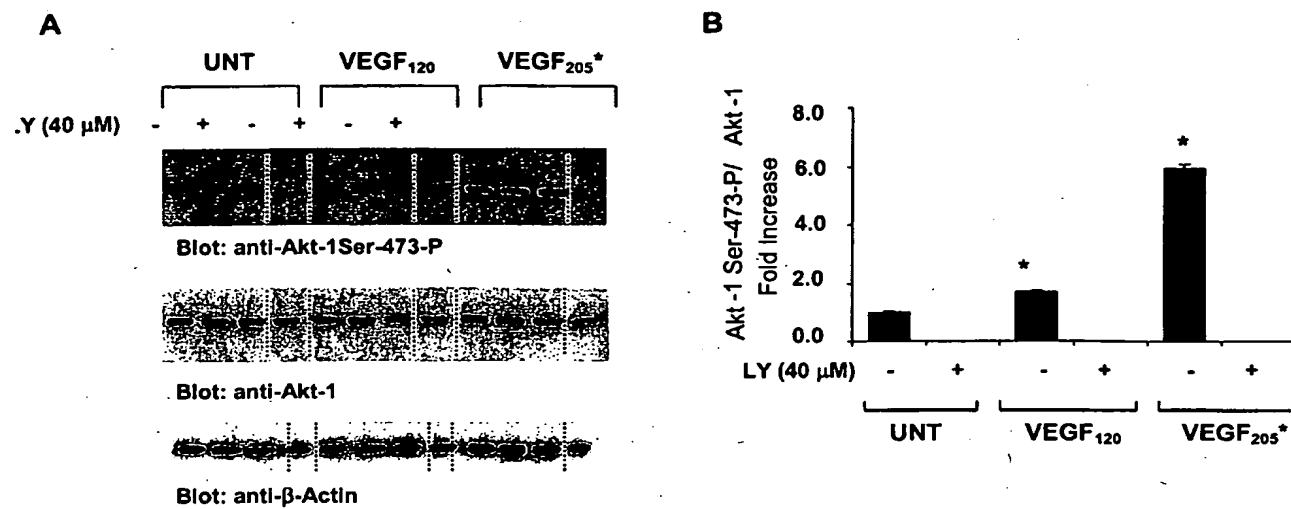 A
UNT VEGF120 VEGF205*
.Y (40 µM) - + - + - +
Blot: anti-Akt-1Ser-473-P
Blot: anti-Akt-1
Blot: anti-β-Actin
B
Akt -1 Ser-473-P/ Akt -1
Fold Increase
8.0
6.0
4.0
2.0
0.0
*
*
LY (40 µM) - + - + - +
UNT VEGF120 VEGF205*